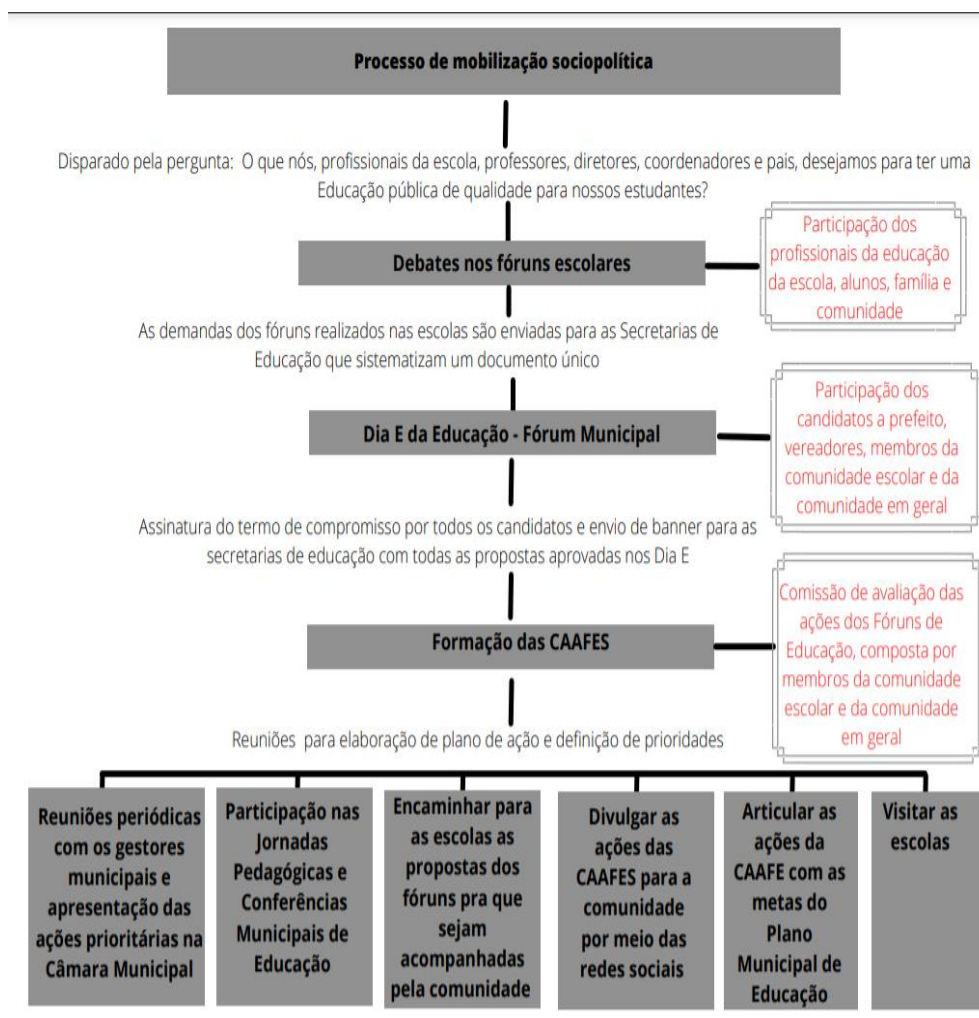 Processo de mobilização sociopolítica
Disparado pela pergunta: O que nós, profissionais da escola, professores, diretores, coordenadores e pais, desejamos para ter uma
Educação pública de qualidade para nossos estudantes?
Debates nos fóruns escolares
Participação dos
profissionais da educação
da escola, alunos, família e
comunidade
As demandas dos fóruns realizados nas escolas são enviadas para as Secretarias de
Educação que sistematizam um documento único
Dia E da Educação - Fórum Municipal
Participação dos
candidatos a prefeito,
vereadores, membros da
comunidade escolar e da
comunidade em geral
Assinatura do termo de compromisso por todos os candidatos e envio de banner para as
secretarias de educação com todas as propostas aprovadas nos Dia E
Formação das CAAFES
Comissão de avaliação das
ações dos Fóruns de
Educação, composta por
membros da comunidade
escolar e da comunidade
em geral
Reuniões para elaboração de plano de ação e definição de prioridades
Reuniões periódicas
com os gestores
municipais e
apresentação das
ações prioritárias na
Câmara Municipal
Participação nas
Jornadas
Pedagógicas e
Conferências
Municipais de
Educação
Encaminhar para
as escolas as
propostas dos
fóruns pra que
sejam
acompanhadas
pela comunidade
Divulgar as
ações das
CAAFES para a
comunidade
por meio das
redes sociais
Articular as
ações da
CAAFE com as
metas do
Plano
Municipal de
Educação
Visitar as
escolas